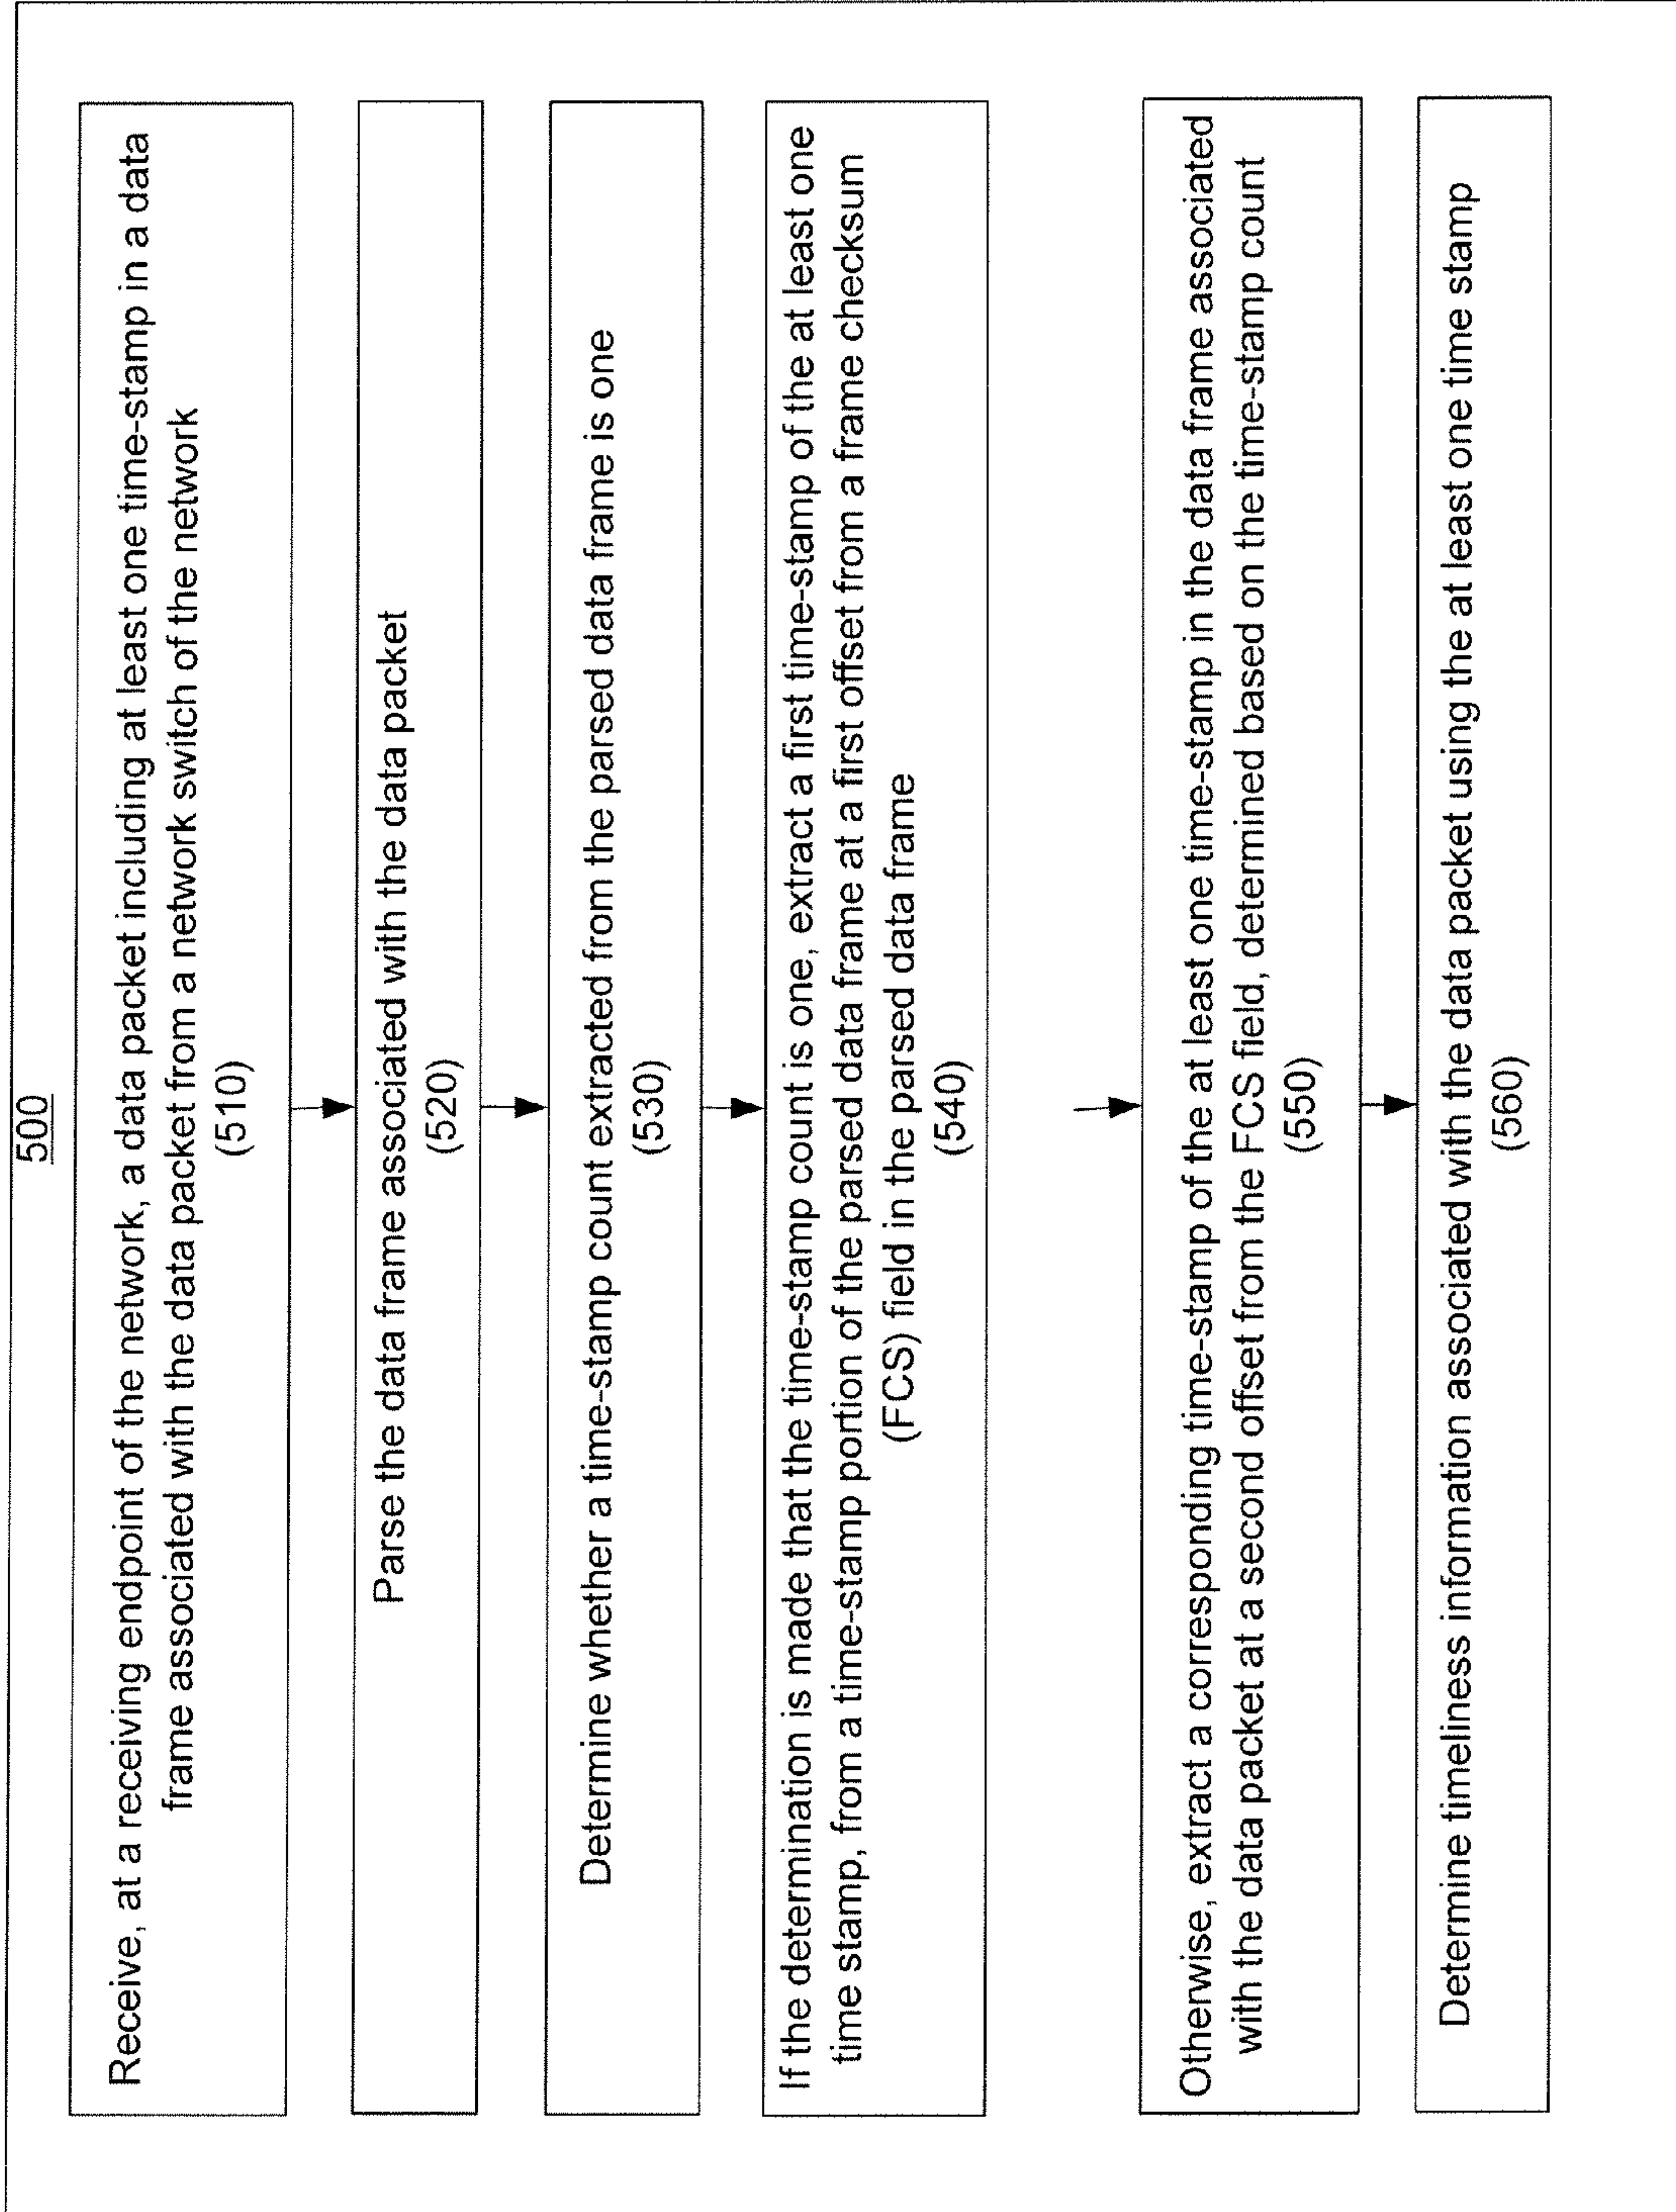 500
Receive, at a receiving endpoint of the network, a data packet including at least one time-stamp in a data
frame associated with the data packet from a network switch of the network
(510)
Parse the data frame associated with the data packet
(520)
Determine whether a time-stamp count extracted from the parsed data frame is one
(530)
If the determination is made that the time-stamp count is one, extract a first time-stamp of the at least one
time stamp, from a time-stamp portion of the parsed data frame at a first offset from a frame checksum
(FCS) field in the parsed data frame
(540)
Otherwise, extract a corresponding time-stamp of the at least one time-stamp in the data frame associated
with the data packet at a second offset from the FCS field, determined based on the time-stamp count
(550)
Determine timeliness information associated with the data packet using the at least one time stamp
(560)